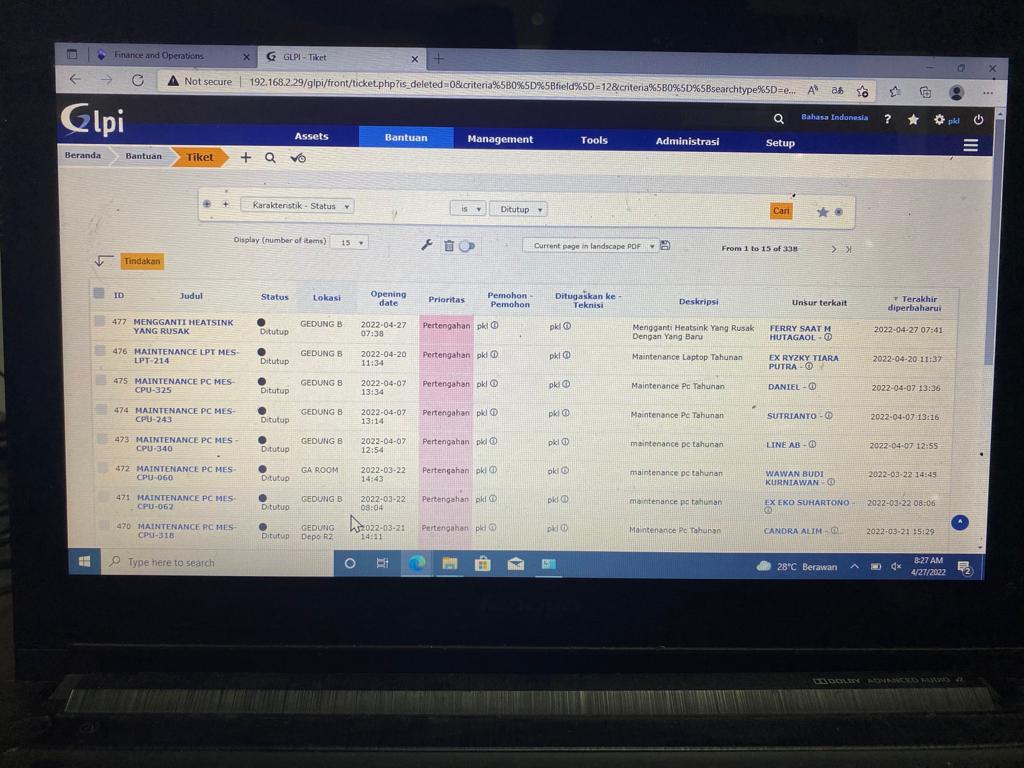 Finance and Operations
GLPI - Tiket
Not secure
192.168.2.29/glpi/front/ticket.php?is_deleted=0&criteria%5B0%5D%5Bfield%5D=12&criteria%5B0%5D%5Bsearchtype%5D=e...
Glpi
Bahasa Indonesia ? pkl
Assets Bantuan Management Tools Administrasi Setup
Beranda Bantuan Tiket
Karakteristik - Status is Ditutup Cari
Display (number of items) 15 Current page in landscape PDF From 1 to 15 of 338
Tindakan
ID Judul Status Lokasi Opening date Prioritas Pemohon - Pemohon Ditugaskan ke - Teknisi Deskripsi Unsur terkait Terakhir diperbaharui
477 MENGGANTI HEATSINK YANG RUSAK Ditutup GEDUNG B 2022-04-27 07:38 Pertengahan pkl pkl Mengganti Heatsink Yang Rusak Dengan Yang Baru FERRY SAAT M HUTAGAOL - 2022-04-27 07:41
476 MAINTENANCE LPT MES-LPT-214 Ditutup GEDUNG B 2022-04-20 11:34 Pertengahan pkl pkl Maintenance Laptop Tahunan EX RYZKY TIARA PUTRA - 2022-04-20 11:37
475 MAINTENANCE PC MES-CPU-325 Ditutup GEDUNG B 2022-04-07 13:34 Pertengahan pkl pkl Maintenance Pc Tahunan DANIEL - 2022-04-07 13:36
474 MAINTENANCE PC MES-CPU-243 Ditutup GEDUNG B 2022-04-07 13:14 Pertengahan pkl pkl Maintenance Pc Tahunan SUTRIANTO - 2022-04-07 13:16
473 MAINTENANCE PC MES -CPU-340 Ditutup GEDUNG B 2022-04-07 12:54 Pertengahan pkl pkl maintenance pc tahunan LINE AB - 2022-04-07 12:55
472 MAINTENANCE PC MES-CPU-060 Ditutup GA ROOM 2022-03-22 14:43 Pertengahan pkl pkl maintenance pc tahunan WAWAN BUDI KURNIAWAN - 2022-03-22 14:45
471 MAINTENANCE PC MES-CPU-062 Ditutup GEDUNG B 2022-03-22 08:04 Pertengahan pkl pkl maintenance pc tahunan EX EKO SUHARTONO - 2022-03-22 08:06
470 MAINTENANCE PC MES-CPU-318 Ditutup GEDUNG Depo R2 2022-03-21 14:11 Pertengahan pkl pkl Maintenance Pc Tahunan CANDRA ALIM - 2022-03-21 15:29
Type here to search 28°C Berawan 8:27 AM
4/27/2022 2
DOLBY ADVANCED AUDIO v2